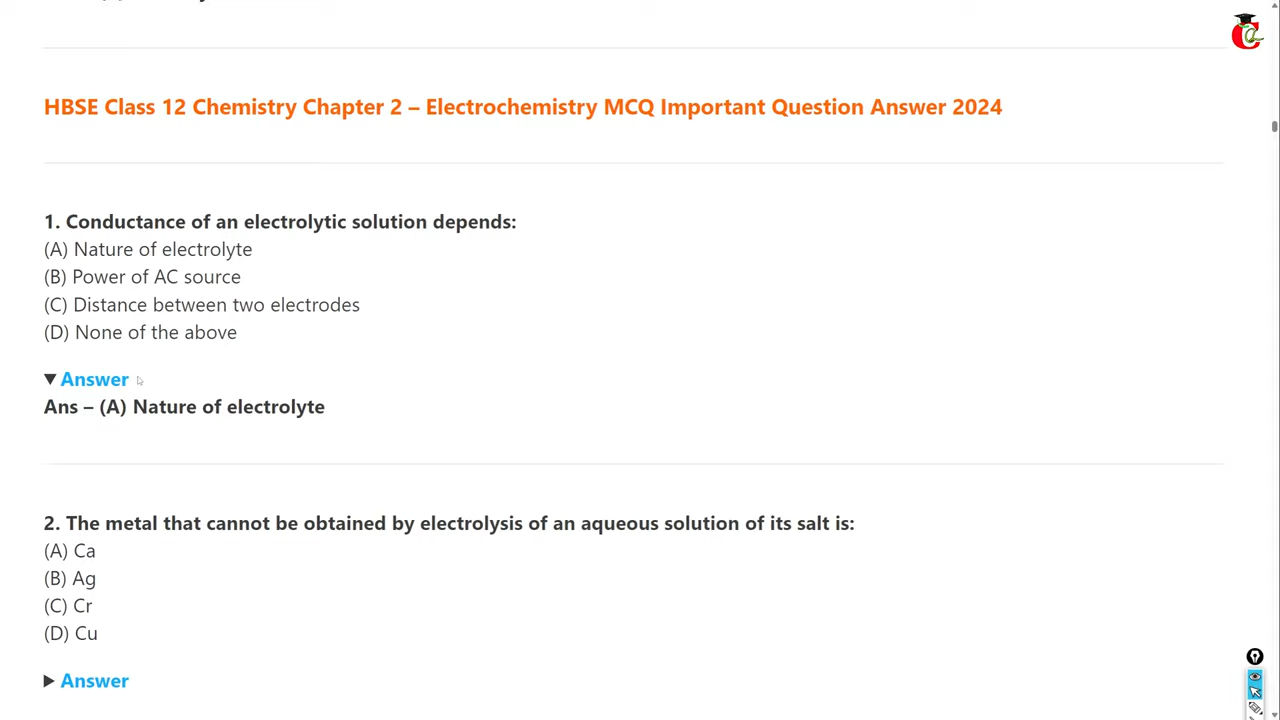 HBSE Class 12 Chemistry Chapter 2 – Electrochemistry MCQ Important Question Answer 2024
1. Conductance of an electrolytic solution depends:
(A) Nature of electrolyte
(B) Power of AC source
(C) Distance between two electrodes
(D) None of the above
▼ Answer
Ans – (A) Nature of electrolyte
2. The metal that cannot be obtained by electrolysis of an aqueous solution of its salt is:
(A) Ca
(B) Ag
(C) Cr
(D) Cu
▶ Answer